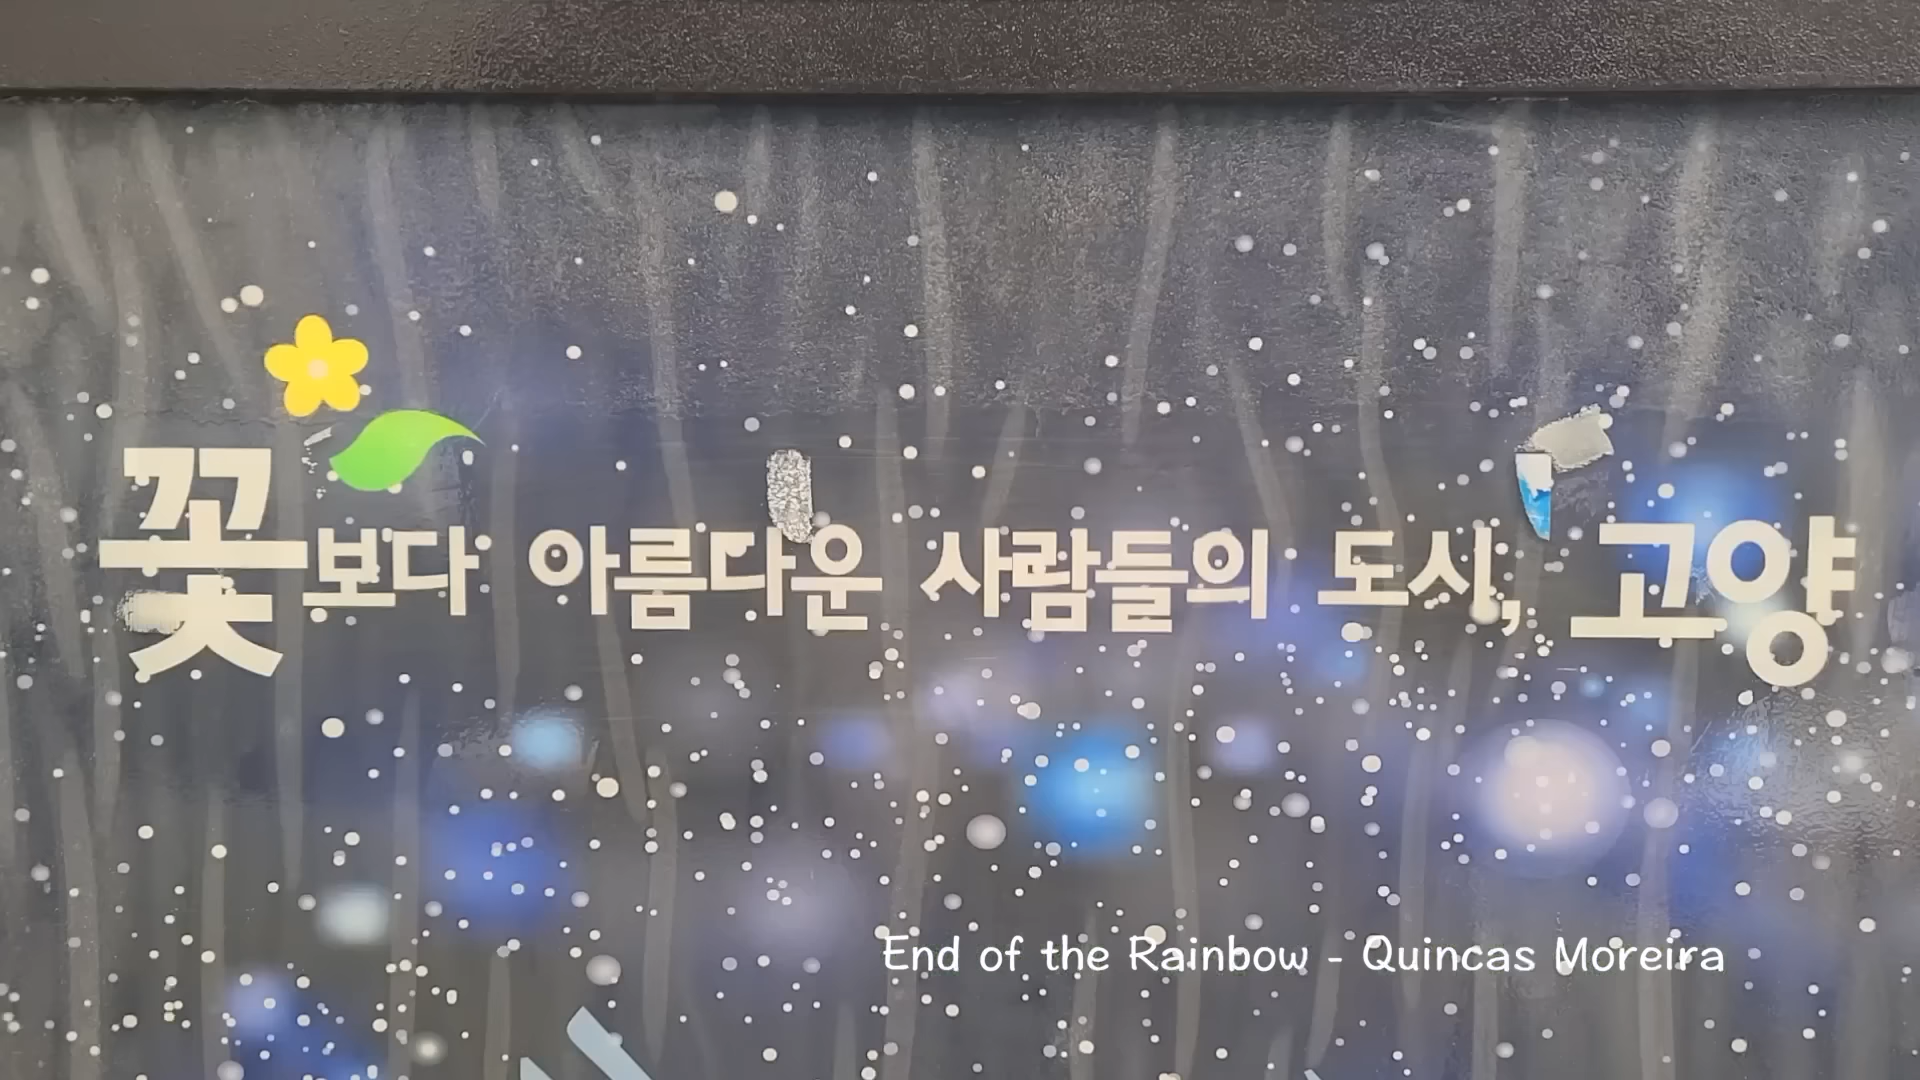 꽃보다 아름다운 사람들의 도시, 고양
End of the Rainbow - Quincas Moreira